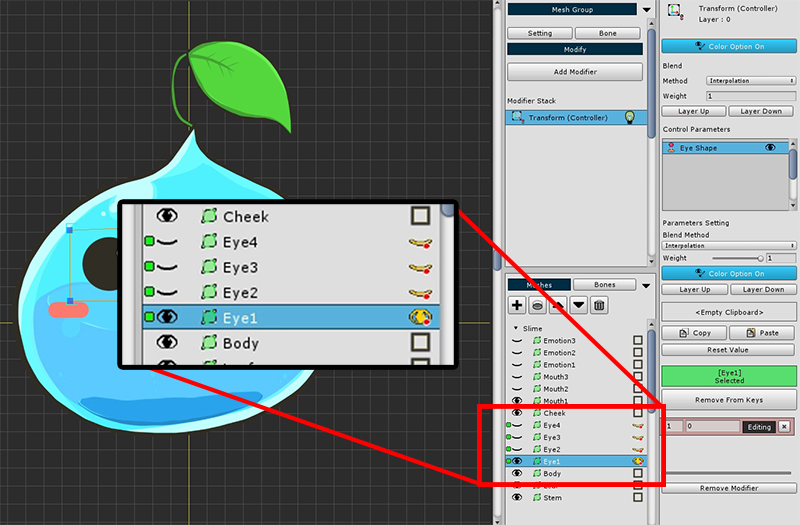 Mesh Group
Setting
Bone
Modify
Add Modifier
Modifier Stack
Transform (Controller)
Meshes
Bones
Slime
Emotion3
Emotion2
Emotion1
Mouth3
Mouth2
Mouth1
Cheek
Eye4
Eye3
Eye2
Eye1
Body
Stem
Cheek
Eye4
Eye3
Eye2
Eye1
Body
Transform (Controller)
Layer : 0
Color Option On
Blend
Method
Interpolation
Weight
1
Layer Up
Layer Down
Control Parameters
Eye Shape
Parameters Setting
Blend Method
Interpolation
Weight
1
Color Option On
Layer Up
Layer Down
<Empty Clipboard>
Copy
Paste
Reset Value
[Eye1]
Selected
Remove From Keys
1
0
Editing
Remove Modifier